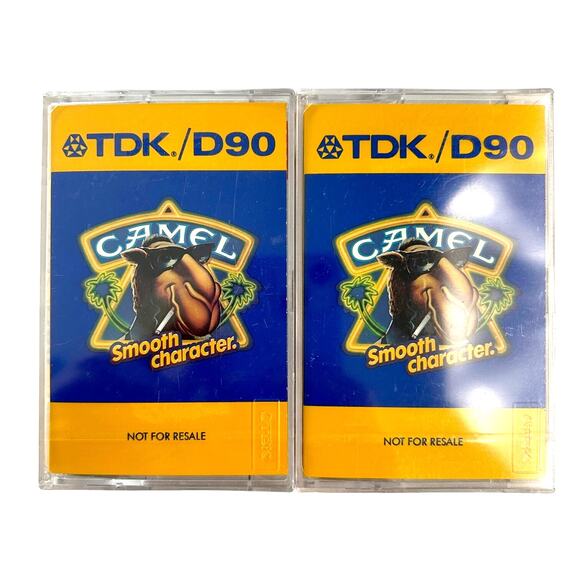 TDK./D90
CAMEL
Smooth
character.
NOT FOR RESALE
TDK./D90
CAMEL
Smooth
character.
NOT FOR RESALE